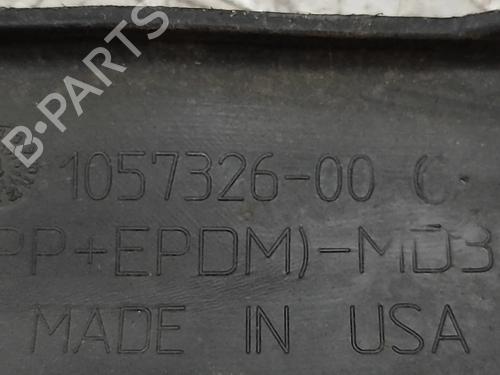 B-PARTS
1057326-00 (
PP+EPDM)-MD3
MADE IN USA